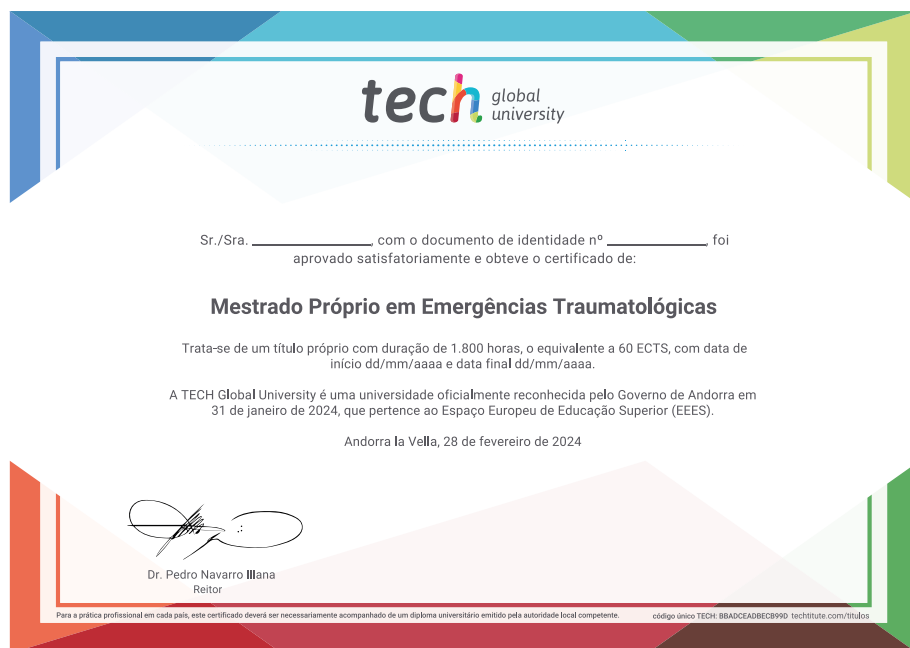 tech global university
Sr./Sra. ____________, com o documento de identidade nº ____________, foi
aprovado satisfatoriamente e obteve o certificado de:
Mestrado Próprio em Emergências Traumatológicas
Trata-se de um título próprio com duração de 1.800 horas, o equivalente a 60 ECTS, com data de
início dd/mm/aaaa e data final dd/mm/aaaa.
A TECH Global University é uma universidade oficialmente reconhecida pelo Governo de Andorra em
31 de janeiro de 2024, que pertence ao Espaço Europeu de Educação Superior (EEES).
Andorra la Vella, 28 de fevereiro de 2024
Dr. Pedro Navarro Illana
Reitor
Para a prática profissional em cada país, este certificado deverá ser necessariamente acompanhado de um diploma universitário emitido pela autoridade local competente.
código único TECH: BBADCEADBECB99D techtitute.com/titulos